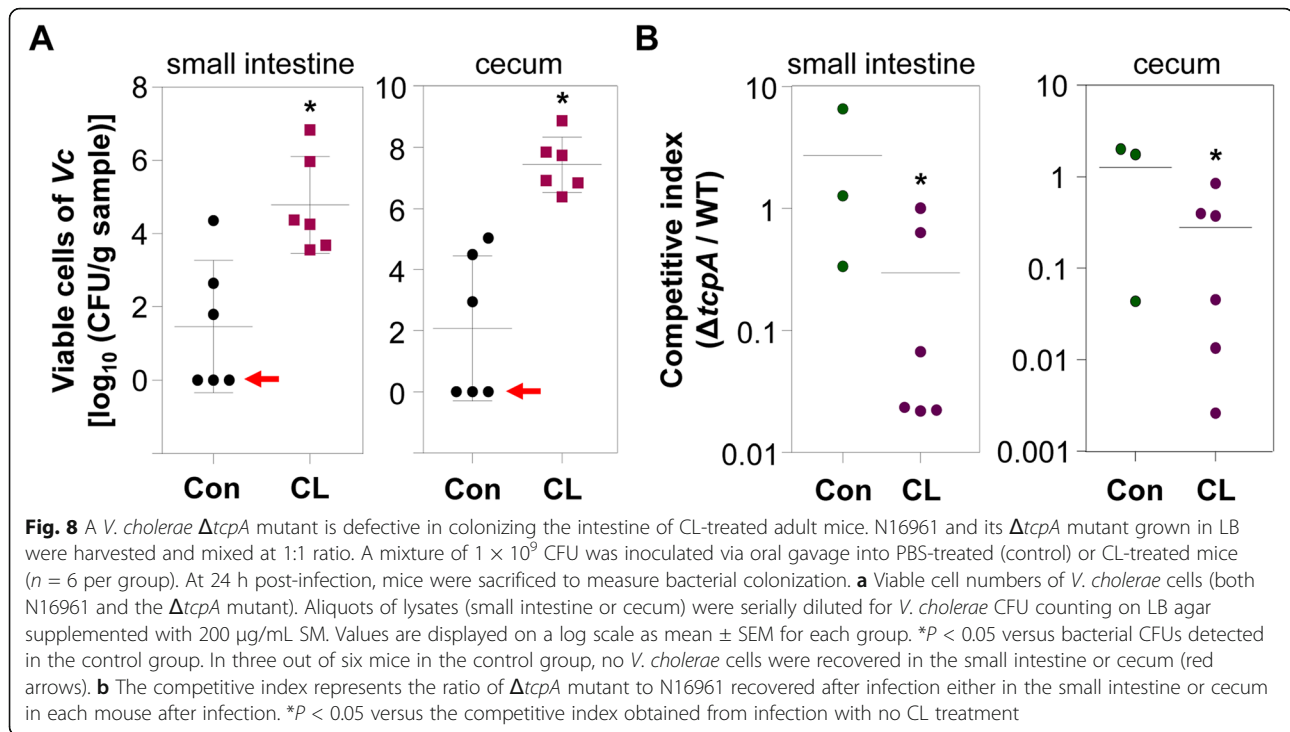 A
B
small intestine
cecum
small intestine
cecum
Viable cells of Vc
[log₁₀ (CFU/g sample)]
8
6
4
2
0
*
Con
CL
10
8
6
4
2
0
*
Con
CL
Competitive index
(ΔtcpA / WT)
10
1
0.1
0.01
*
Con
CL
10
1
0.1
0.01
0.001
*
Con
CL
Fig. 8 A V. cholerae ΔtcpA mutant is defective in colonizing the intestine of CL-treated adult mice. N16961 and its ΔtcpA mutant grown in LB
were harvested and mixed at 1:1 ratio. A mixture of 1 × 10⁹ CFU was inoculated via oral gavage into PBS-treated (control) or CL-treated mice
(n = 6 per group). At 24 h post-infection, mice were sacrificed to measure bacterial colonization. a Viable cell numbers of V. cholerae cells (both
N16961 and the ΔtcpA mutant). Aliquots of lysates (small intestine or cecum) were serially diluted for V. cholerae CFU counting on LB agar
supplemented with 200 μg/mL SM. Values are displayed on a log scale as mean ± SEM for each group. *P < 0.05 versus bacterial CFUs detected
in the control group. In three out of six mice in the control group, no V. cholerae cells were recovered in the small intestine or cecum (red
arrows). b The competitive index represents the ratio of ΔtcpA mutant to N16961 recovered after infection either in the small intestine or cecum
in each mouse after infection. *P < 0.05 versus the competitive index obtained from infection with no CL treatment